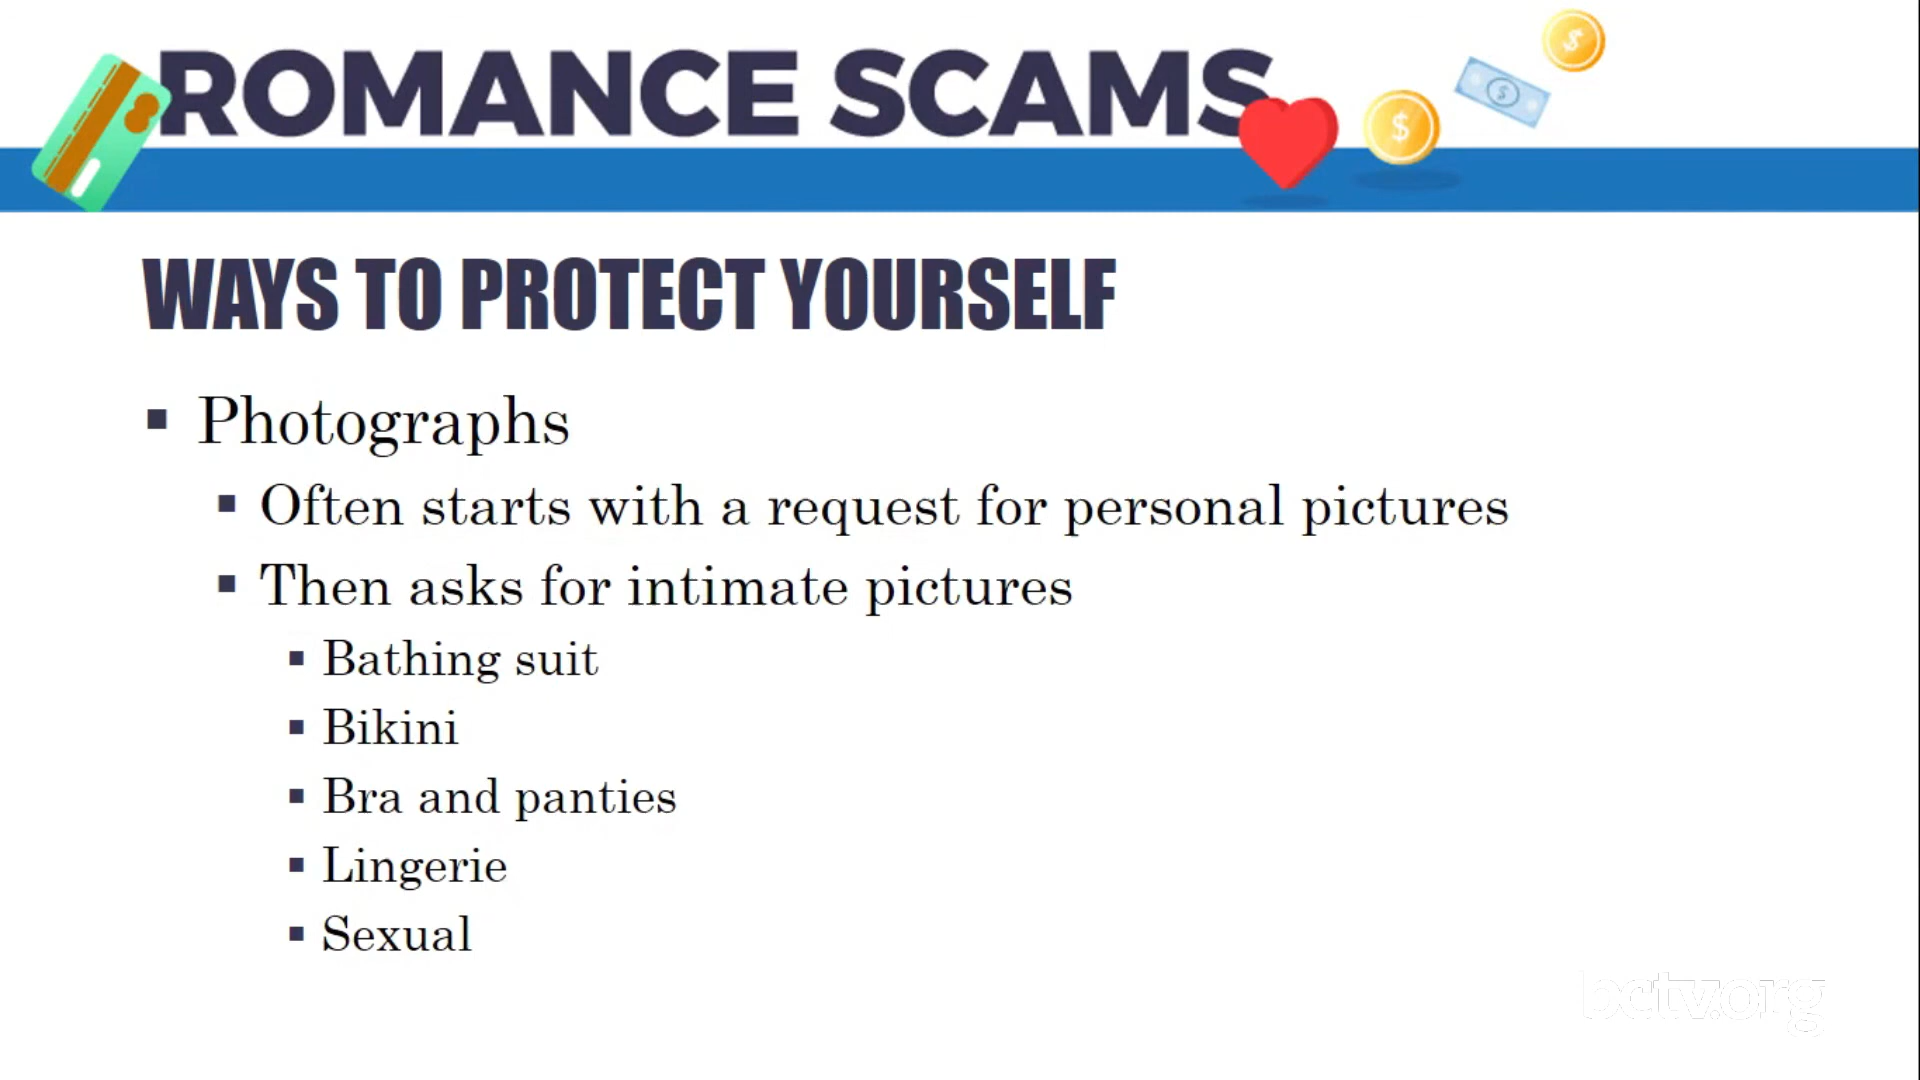 ROMANCE SCAMS
WAYS TO PROTECT YOURSELF
Photographs
Often starts with a request for personal pictures
Then asks for intimate pictures
Bathing suit
Bikini
Bra and panties
Lingerie
Sexual
bctv.org